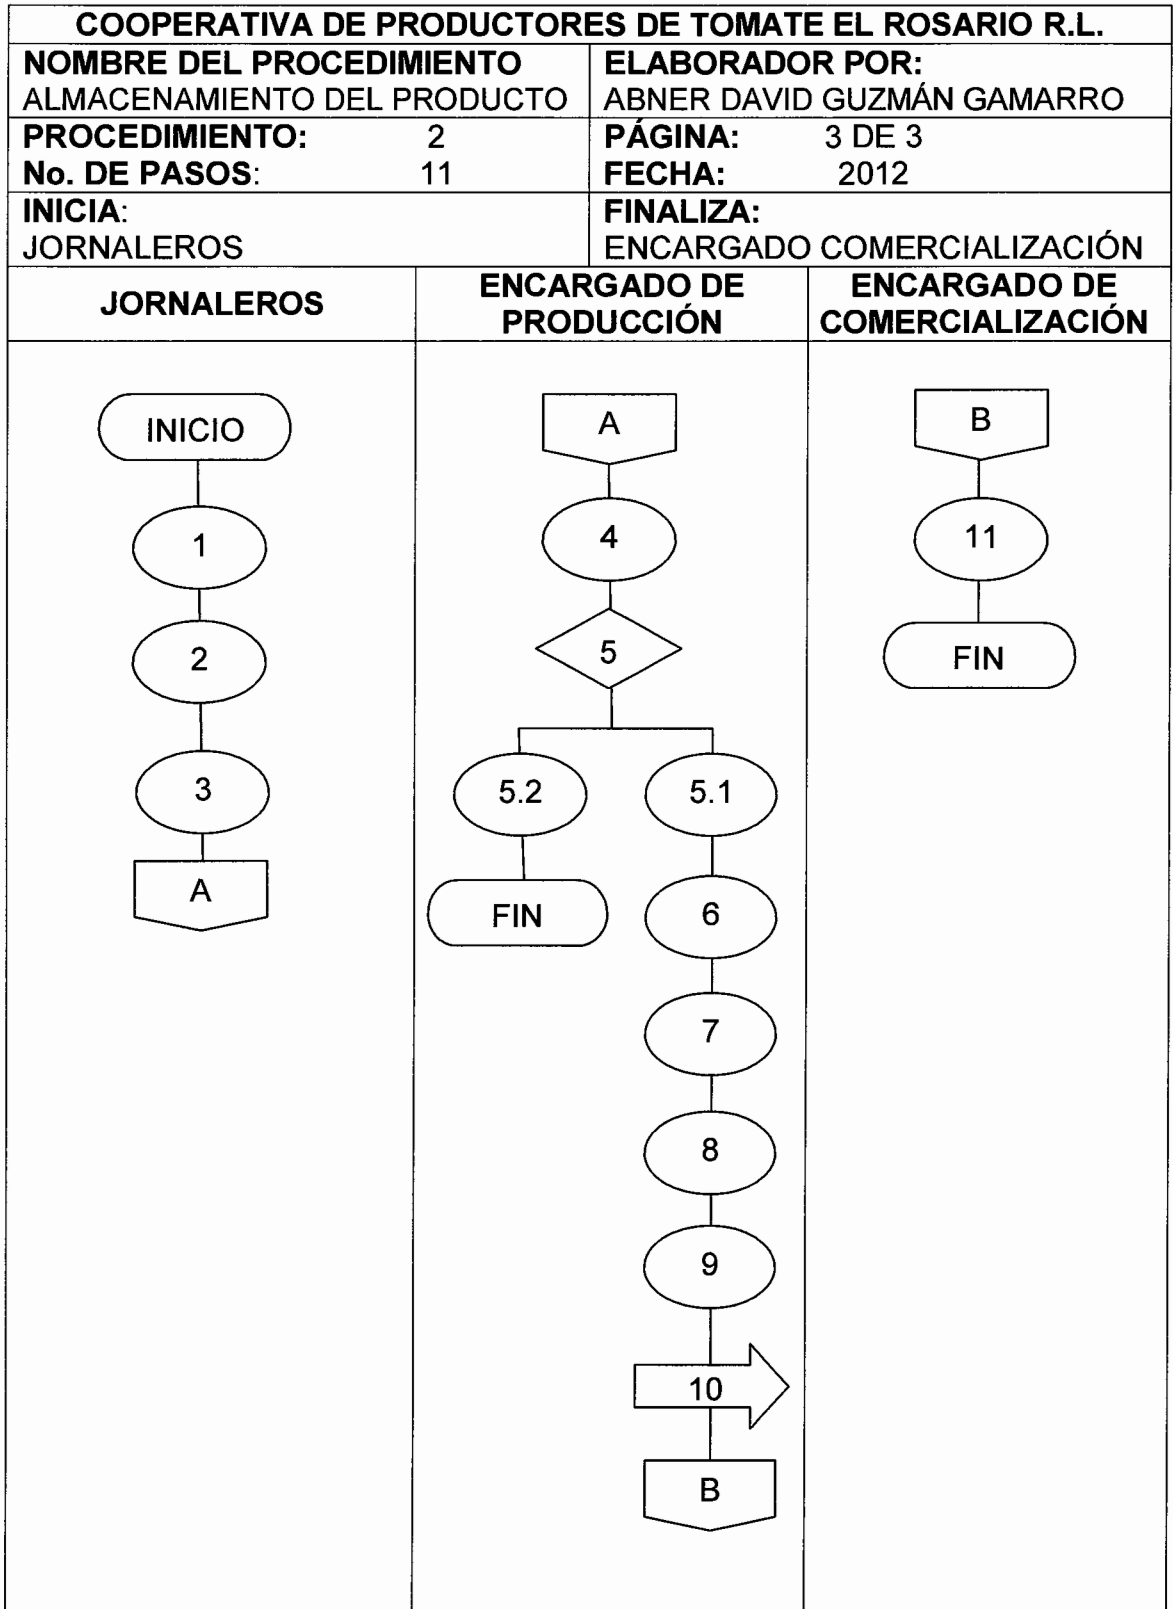 COOPERATIVA DE PRODUCTORES DE TOMATE EL ROSARIO R.L.
NOMBRE DEL PROCEDIMIENTO
ALMACENAMIENTO DEL PRODUCTO
ELABORADOR POR:
ABNER DAVID GUZMÁN GAMARRO
PROCEDIMIENTO: 2
No. DE PASOS: 11
PÁGINA: 3 DE 3
FECHA: 2012
INICIA:
JORNALEROS
FINALIZA:
ENCARGADO COMERCIALIZACIÓN
JORNALEROS
ENCARGADO DE
PRODUCCIÓN
ENCARGADO DE
COMERCIALIZACIÓN
INICIO
1
2
3
A
A
4
5
5.2
5.1
FIN
6
7
8
9
10
B
B
11
FIN